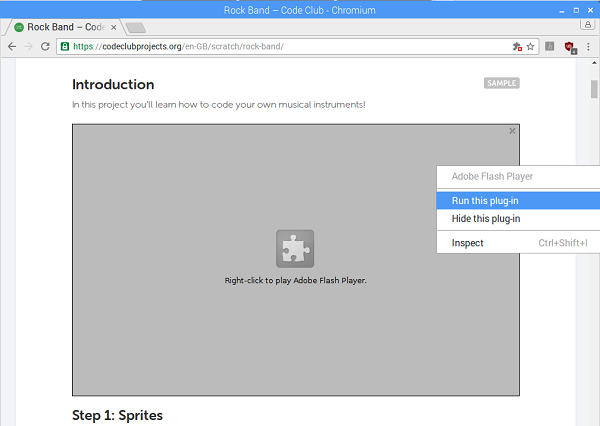 Rock Band – Code Club - Chromium
Rock Band – Code
https://codeclubprojects.org/en-GB/scratch/rock-band/
Introduction
SAMPLE
In this project you'll learn how to code your own musical instruments!
Adobe Flash Player
Run this plug-in
Hide this plug-in
Inspect Ctrl+Shift+I
Right-click to play Adobe Flash Player.
Step 1: Sprites